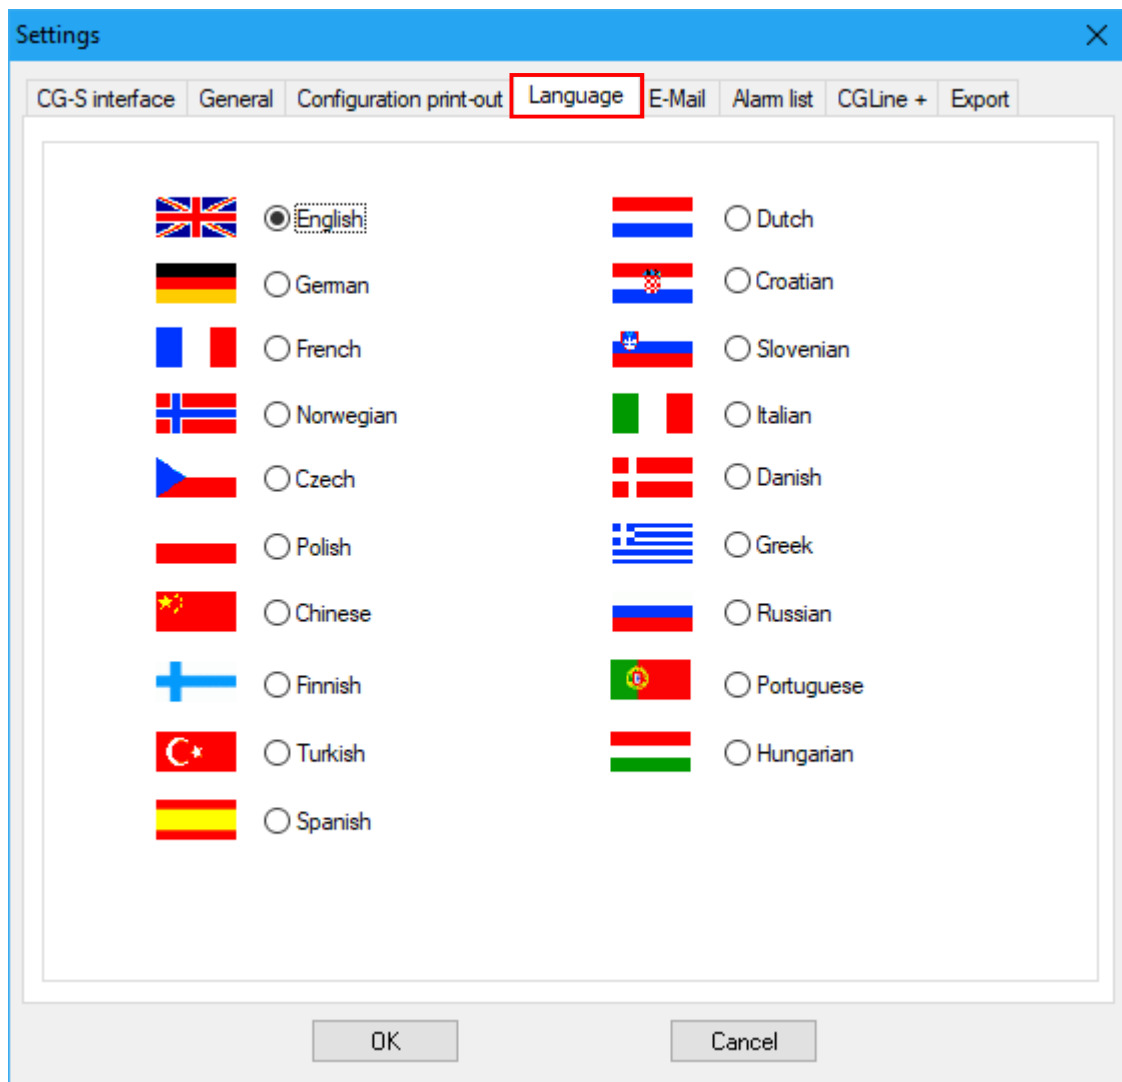 Settings
CG-S interface General Configuration print-out Language E-Mail Alarm list CGLine + Export
English
German
French
Norwegian
Czech
Polish
Chinese
Finnish
Turkish
Spanish
Dutch
Croatian
Slovenian
Italian
Danish
Greek
Russian
Portuguese
Hungarian
OK Cancel